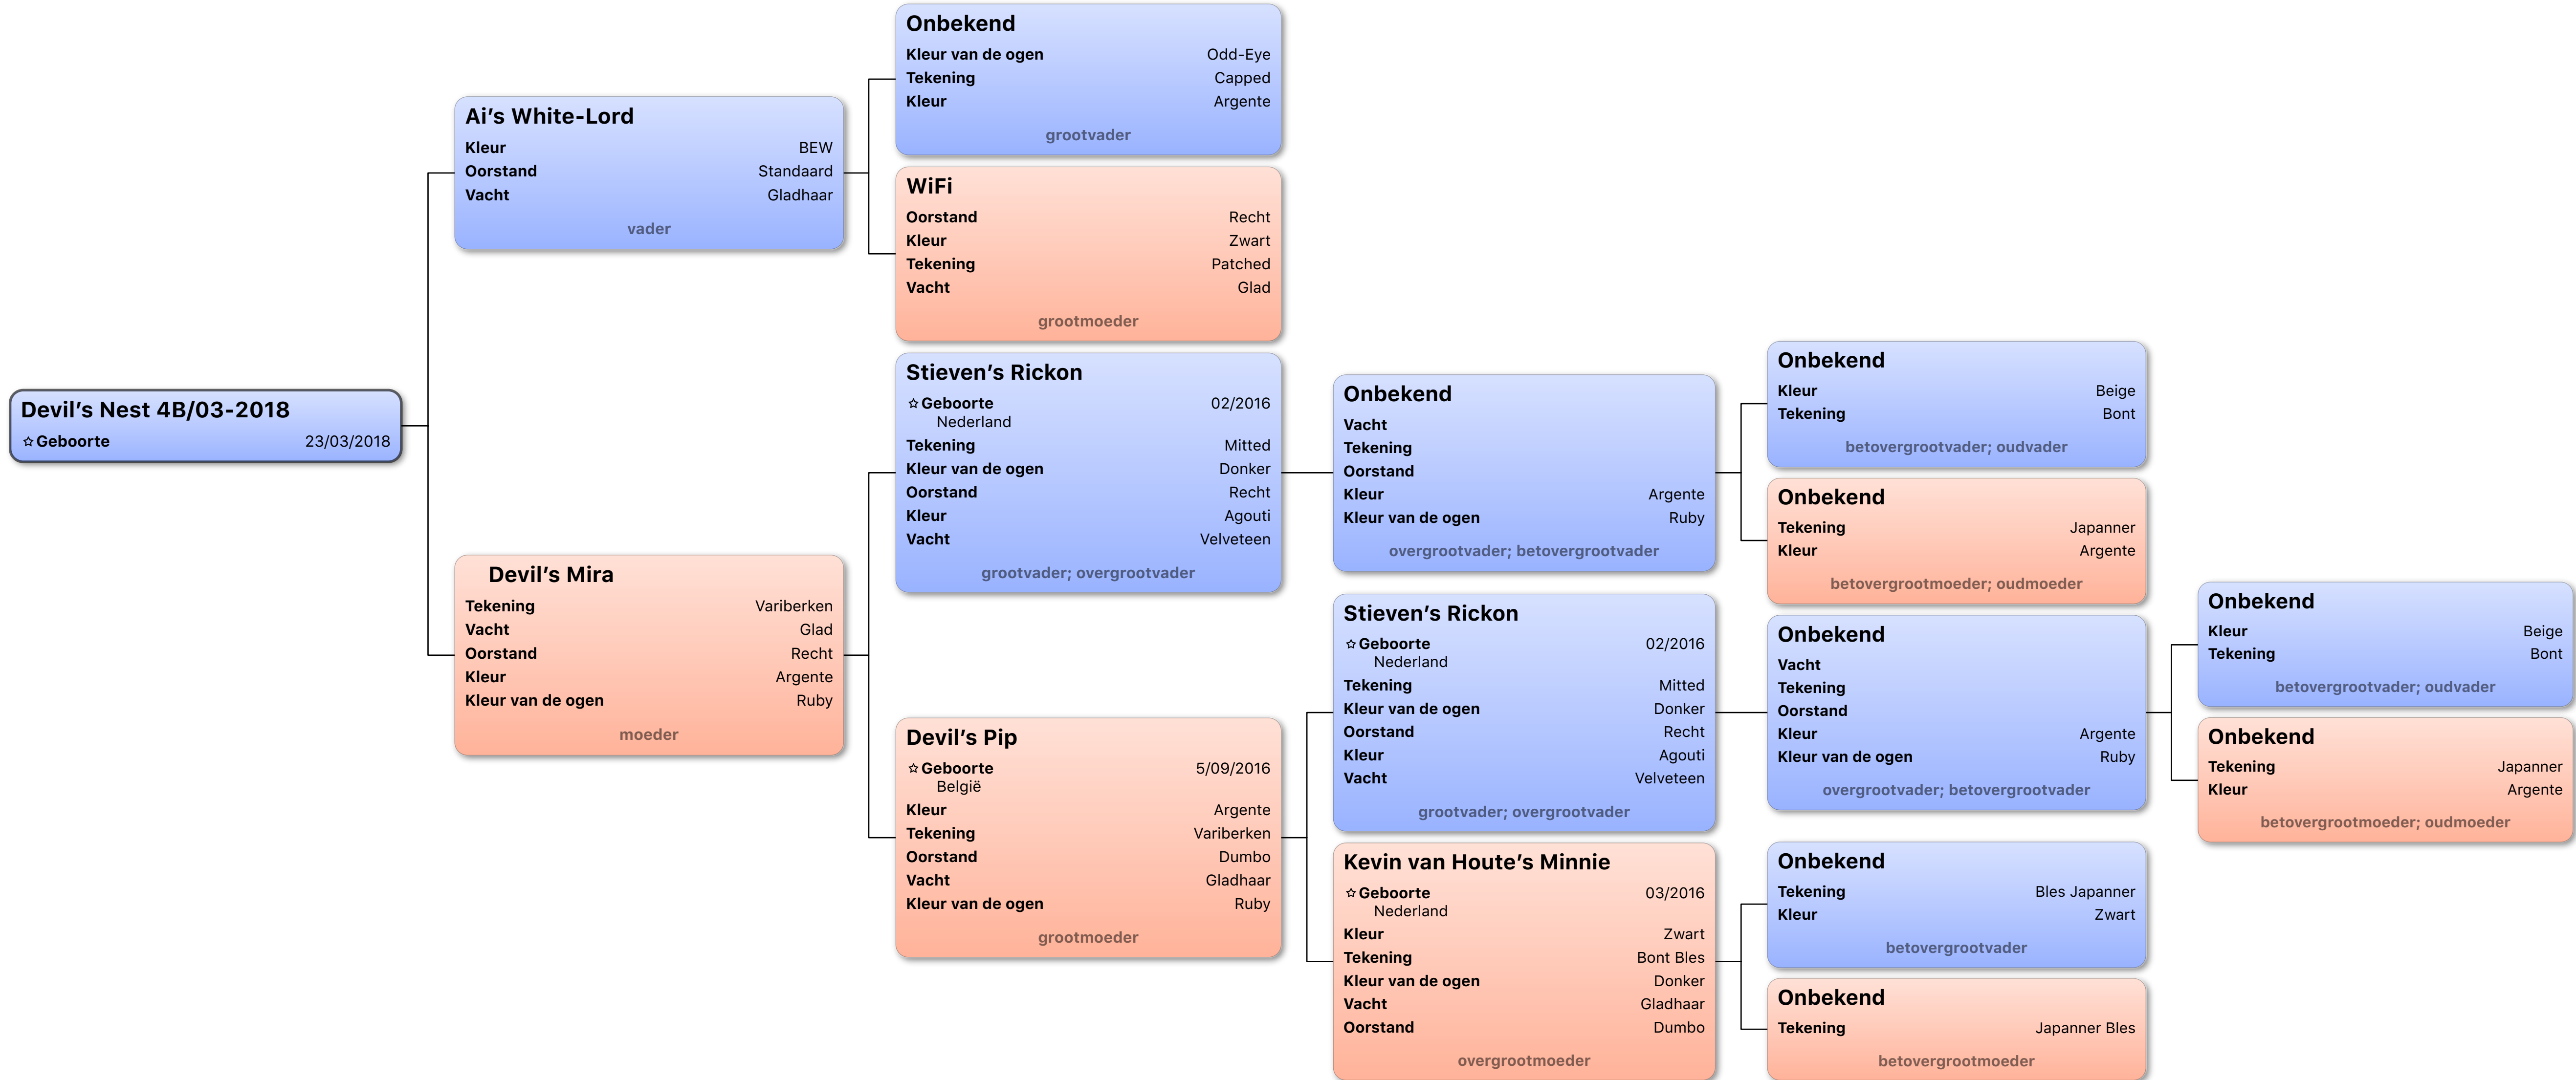 Devil’s Nest 4B/03-2018
☆Geboorte 23/03/2018
Ai’s White-Lord
Kleur BEW
Oorstand Standaard
Vacht Gladhaar
vader
Devil’s Mira
Tekening Variberken
Vacht Glad
Oorstand Recht
Kleur Argente
Kleur van de ogen Ruby
moeder
Onbekend
Kleur van de ogen Odd-Eye
Tekening Capped
Kleur Argente
grootvader
WiFi
Oorstand Recht
Kleur Zwart
Tekening Patched
Vacht Glad
grootmoeder
Stieven’s Rickon
☆Geboorte 02/2016
Nederland
Tekening Mitted
Kleur van de ogen Donker
Oorstand Recht
Kleur Agouti
Vacht Velveteen
grootvader; overgrootvader
Devil’s Pip
☆Geboorte 5/09/2016
België
Kleur Argente
Tekening Variberken
Oorstand Dumbo
Vacht Gladhaar
Kleur van de ogen Ruby
grootmoeder
Onbekend
Vacht
Tekening
Oorstand
Kleur Argente
Kleur van de ogen Ruby
overgrootvader; betovergrootvader
Stieven’s Rickon
☆Geboorte 02/2016
Nederland
Tekening Mitted
Kleur van de ogen Donker
Oorstand Recht
Kleur Agouti
Vacht Velveteen
grootvader; overgrootvader
Kevin van Houte’s Minnie
☆Geboorte 03/2016
Nederland
Kleur Zwart
Tekening Bont Bles
Kleur van de ogen Donker
Vacht Gladhaar
Oorstand Dumbo
overgrootmoeder
Onbekend
Kleur Beige
Tekening Bont
betovergrootvader; oudvader
Onbekend
Tekening Japanner
Kleur Argente
betovergrootmoeder; oudmoeder
Onbekend
Vacht
Tekening
Oorstand
Kleur Argente
Kleur van de ogen Ruby
overgrootvader; betovergrootvader
Onbekend
Tekening Bles Japanner
Kleur Zwart
betovergrootvader
Onbekend
Tekening Japanner Bles
betovergrootmoeder
Onbekend
Kleur Beige
Tekening Bont
betovergrootvader; oudvader
Onbekend
Tekening Japanner
Kleur Argente
betovergrootmoeder; oudmoeder